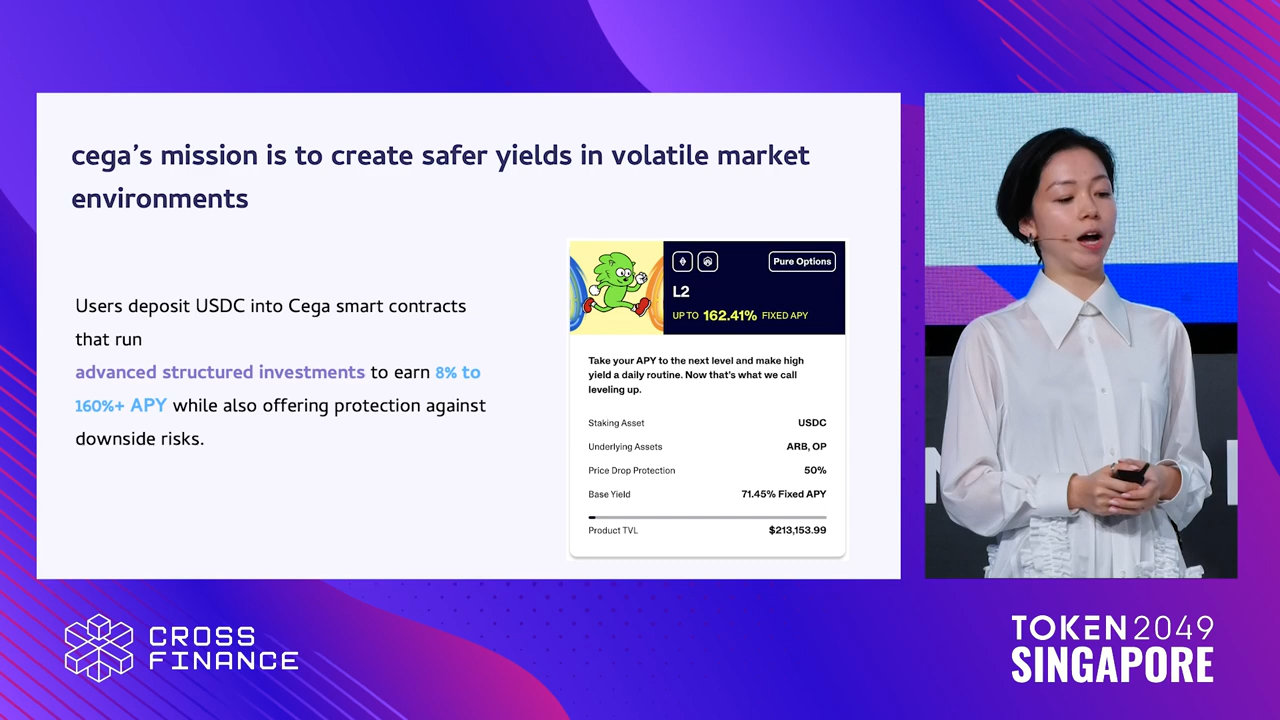 cega's mission is to create safer yields in volatile market
environments
Users deposit USDC into Cega smart contracts
that run
advanced structured investments to earn 8% to
160%+ APY while also offering protection against
downside risks.
Pure Options
L2
UP TO 162.41% FIXED APY
Take your APY to the next level and make high
yield a daily routine. Now that's what we call
leveling up.
Staking Asset USDC
Underlying Assets ARB, OP
Price Drop Protection 50%
Base Yield 71.45% Fixed APY
Product TVL $213,153.99
CROSS
FINANCE
TOKEN2049
SINGAPORE